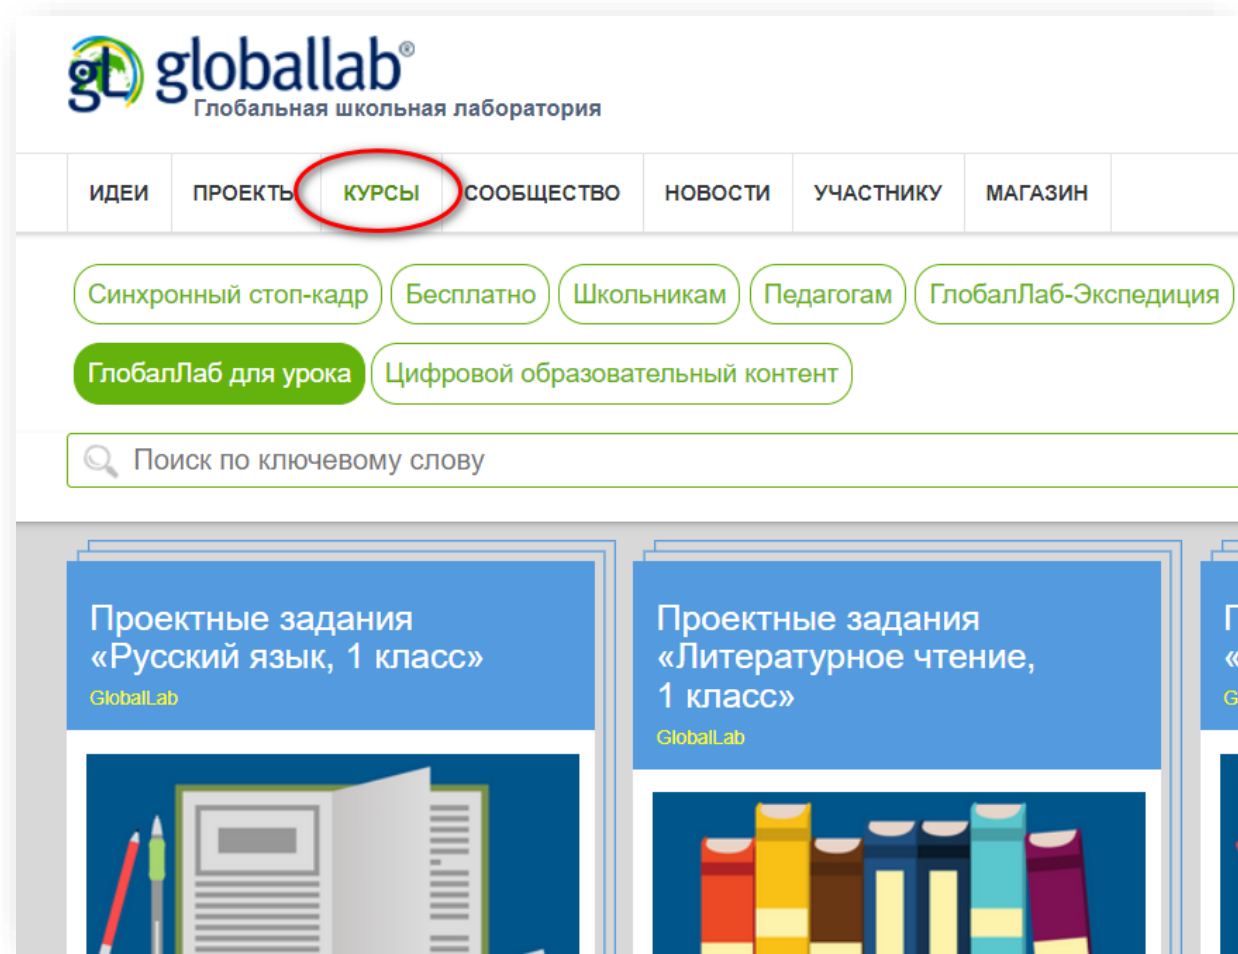 gL globallab®
Глобальная школьная лаборатория
ИДЕИ ПРОЕКТЫ КУРСЫ СООБЩЕСТВО НОВОСТИ УЧАСТНИКУ МАГАЗИН
Синхронный стоп-кадр Бесплатно Школьникам Педагогам ГлобалЛаб-Экспедиция
ГлобалЛаб для урока Цифровой образовательный контент
Поиск по ключевому слову
Проектные задания
«Русский язык, 1 класс»
GlobalLab
Проектные задания
«Литературное чтение,
1 класс»
GlobalLab